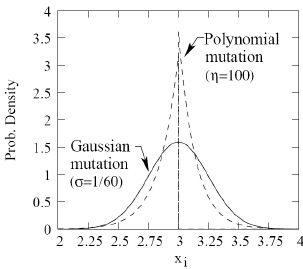 4
3.5
3
2.5
2
1.5
1
0.5
0
Prob. Density
Polynomial
mutation
(η=100)
Gaussian
mutation
(σ=1/60)
2 2.25 2.5 2.75 3 3.25 3.5 3.75 4
x i